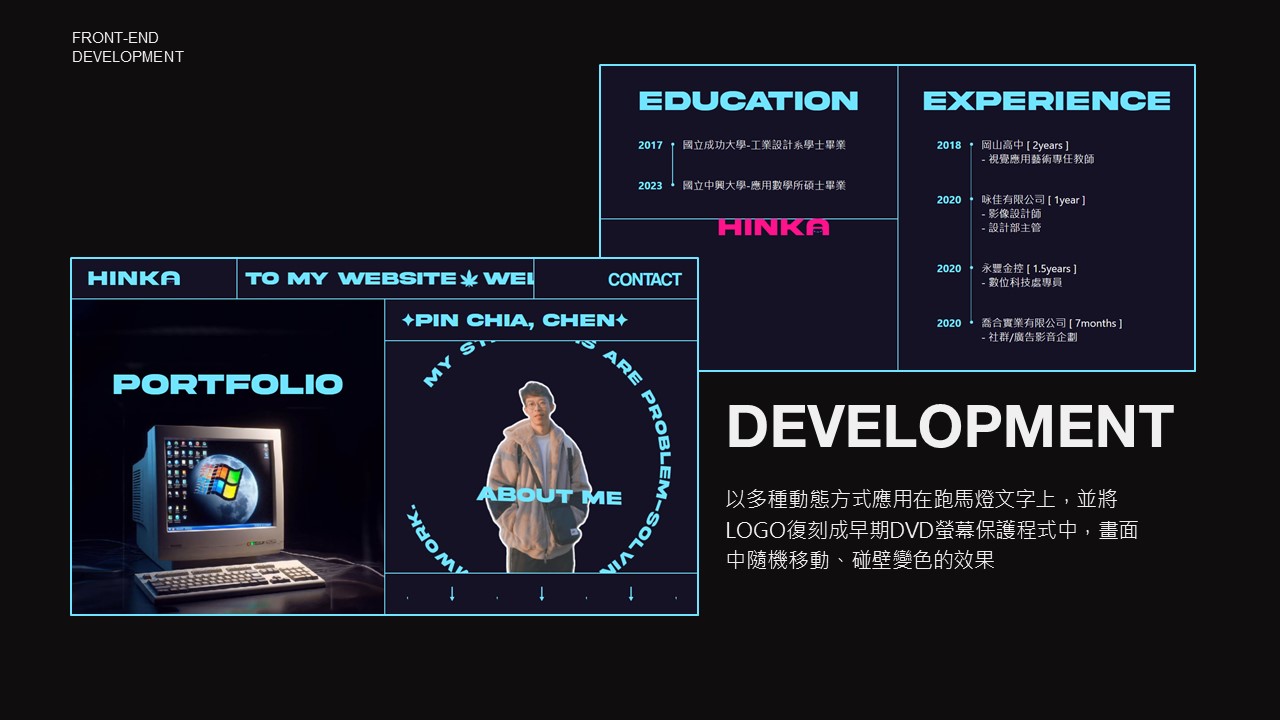 FRONT-END
DEVELOPMENT
EDUCATION
2017 國立成功大學-工業設計系學士畢業
2023 國立中興大學-應用數學所碩士畢業
HINKA
EXPERIENCE
2018 岡山高中 [ 2years ]
- 視覺應用藝術專任教師
2020 咏佳有限公司 [ 1year ]
- 影像設計師
- 設計部主管
2020 永豐金控 [ 1.5years ]
- 數位科技處專員
2020 喬合實業有限公司 [ 7months ]
- 社群/廣告影音企劃
HINKA
TO MY WEBSITE WEL
CONTACT
✦PIN CHIA, CHEN✦
PORTFOLIO
MY ST
S ARE PROBLEM-SOLVIN
MWORK.
ABOUT ME
DEVELOPMENT
以多種動態方式應用在跑馬燈文字上，並將
LOGO復刻成早期DVD螢幕保護程式中，畫面
中隨機移動、碰壁變色的效果